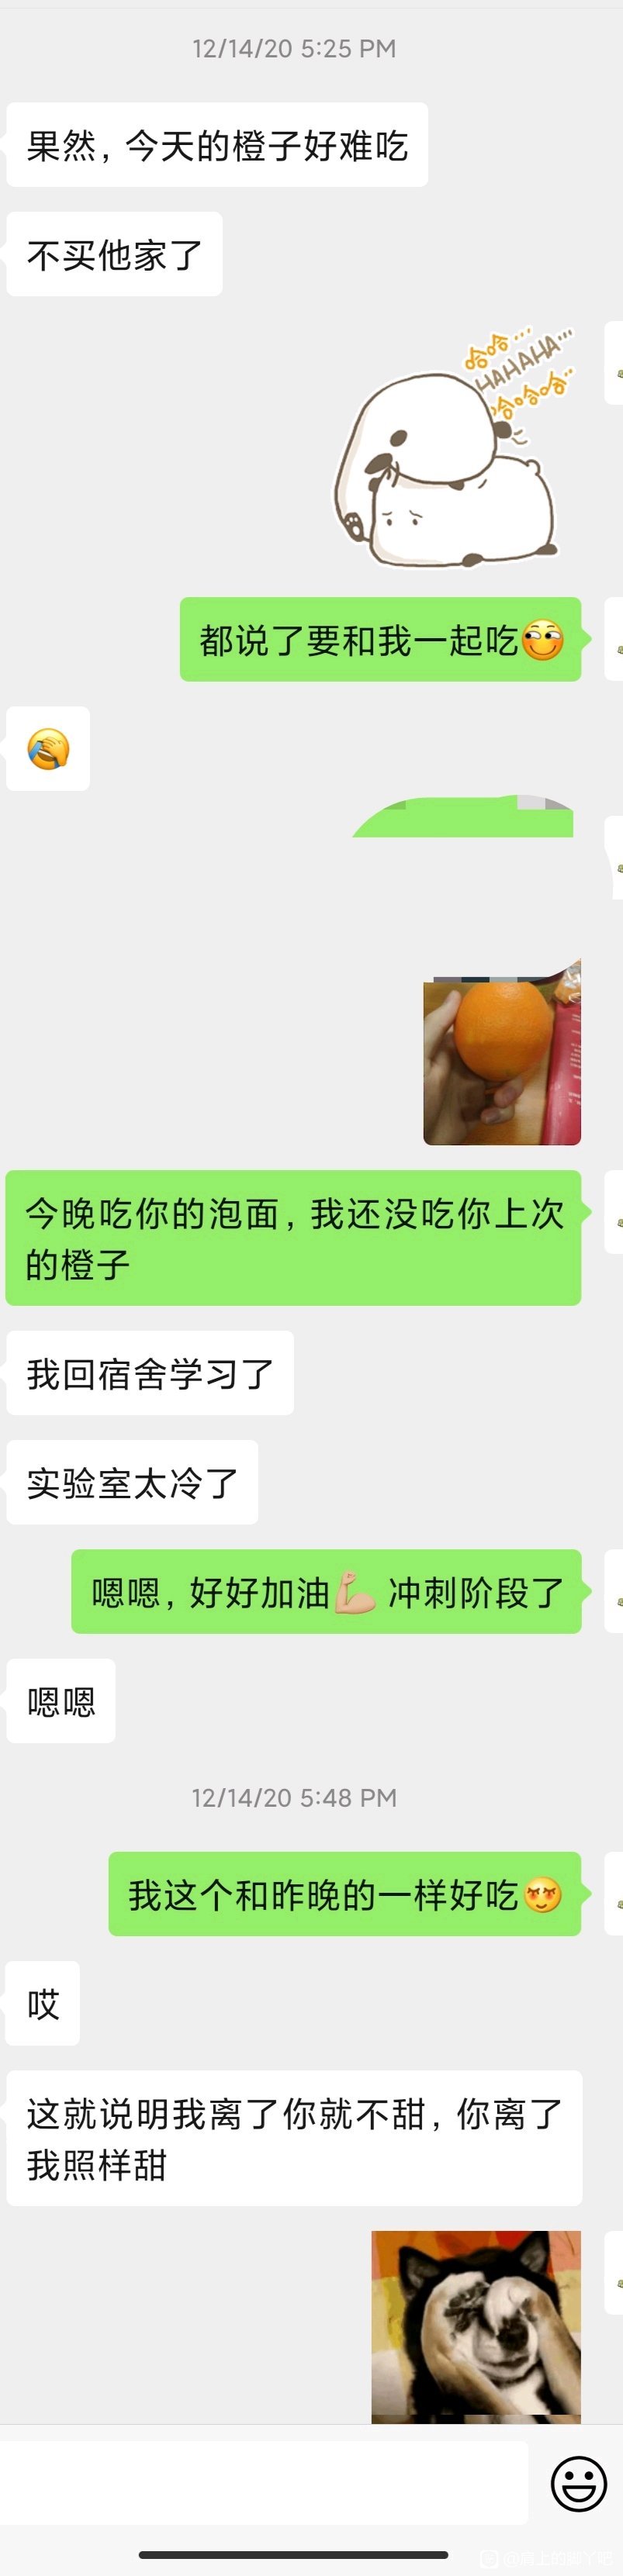 12/14/20 5:25 PM
果然, 今天的橙子好难吃
不买他家了
哈哈...
HAHAHA...
哈哈哈哈
都说了要和我一起吃
今晚吃你的泡面, 我还没吃你上次
的橙子
我回宿舍学习了
实验室太冷了
嗯嗯, 好好加油💪🏼 冲刺阶段了
嗯嗯
12/14/20 5:48 PM
我这个和昨晚的一样好吃
哎
这就说明我离了你就不甜, 你离了
我照样甜